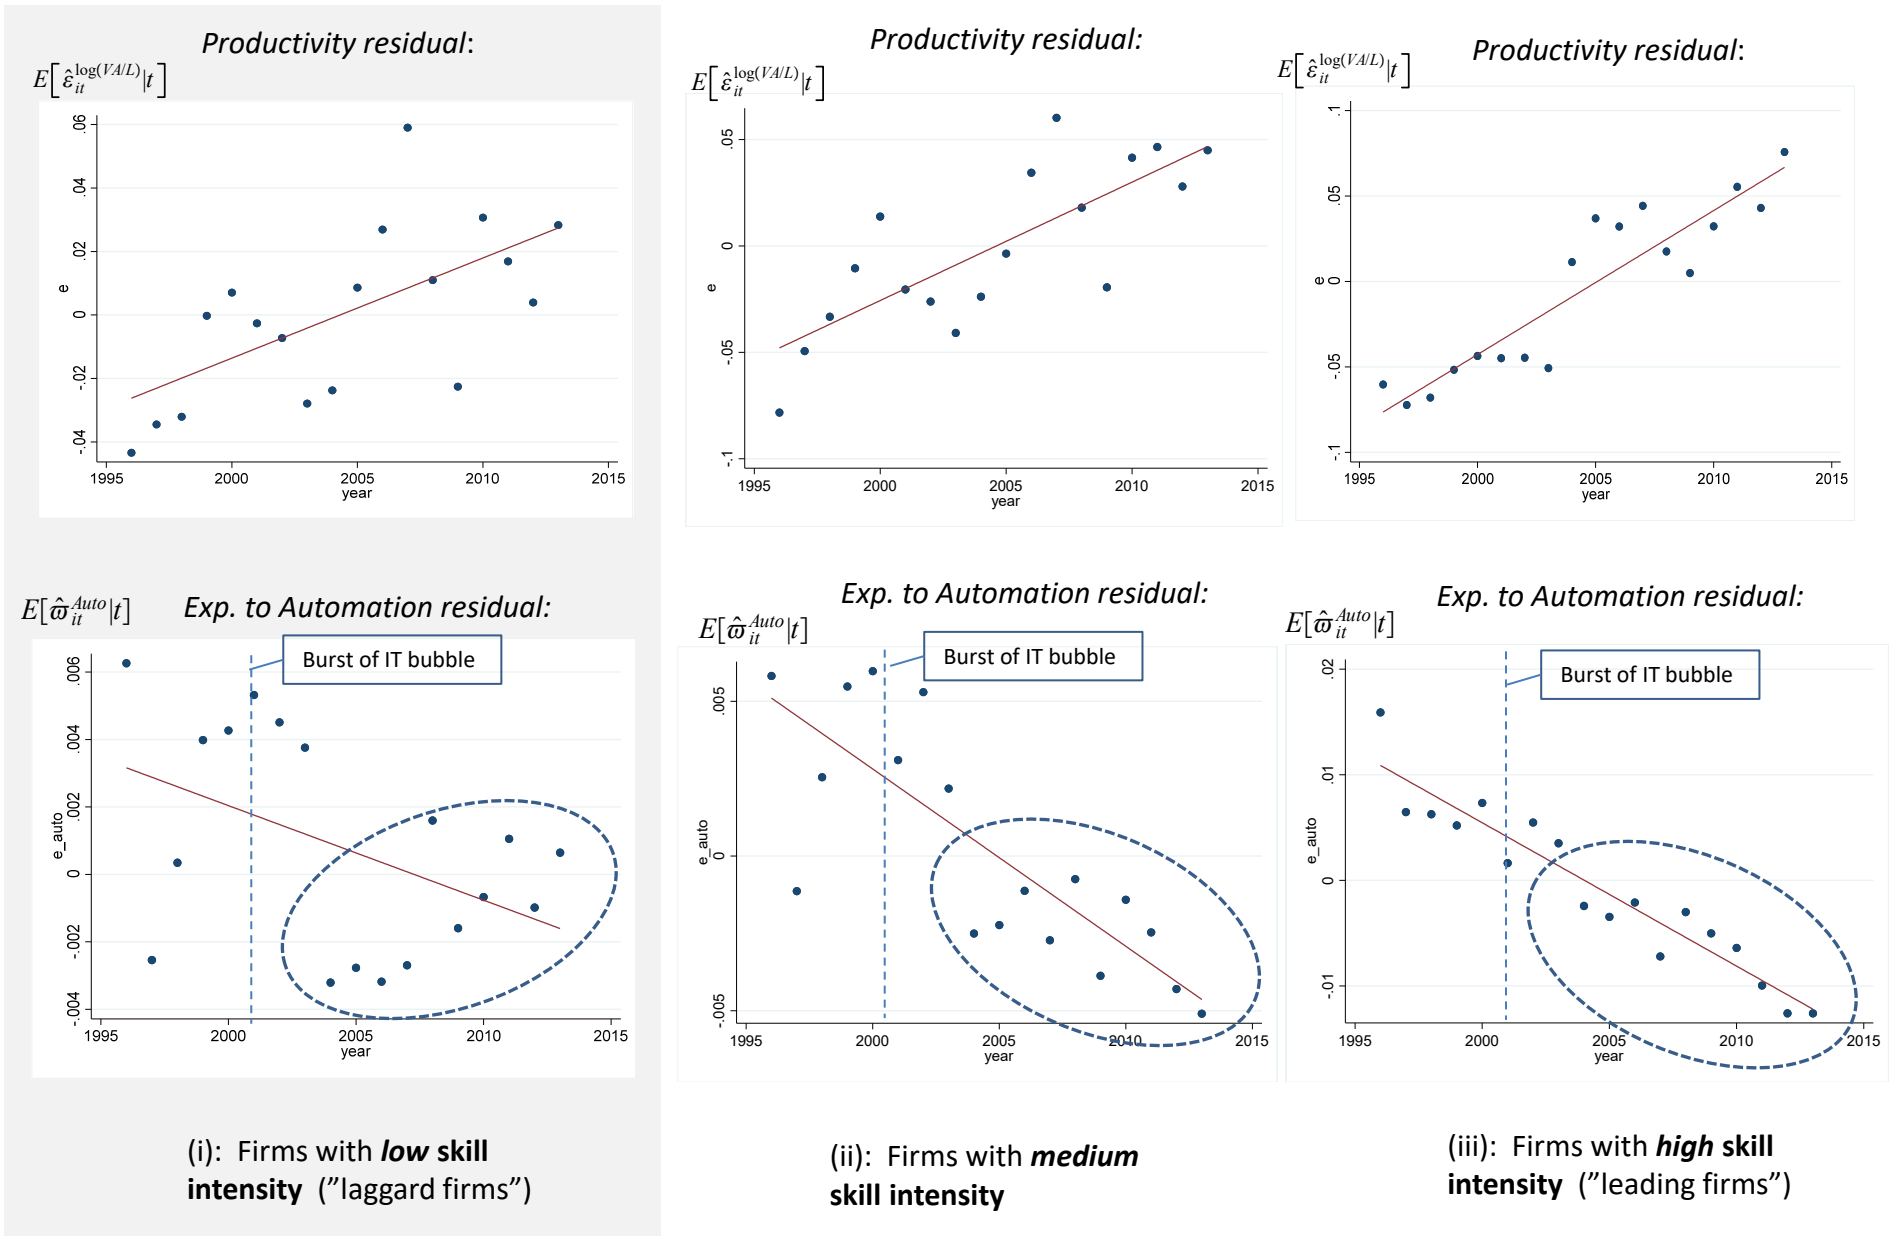 Productivity residual:
E[ε̂_it^log(VA/L)|t]
.06
.04
.02
0
-.02
-.04
e
1995 2000 2005 2010 2015
year
Productivity residual:
E[ε̂_it^log(VA/L)|t]
.05
0
-.05
-.1
e
1995 2000 2005 2010 2015
year
Productivity residual:
E[ε̂_it^log(VA/L)|t]
.1
.05
0
-.05
-.1
e
1995 2000 2005 2010 2015
year
Exp. to Automation residual:
E[ϖ̂_it^Auto|t]
Burst of IT bubble
.006
.004
.002
0
-.002
-.004
e_auto
1995 2000 2005 2010 2015
year
Exp. to Automation residual:
E[ϖ̂_it^Auto|t]
Burst of IT bubble
.005
0
-.005
e_auto
1995 2000 2005 2010 2015
year
Exp. to Automation residual:
E[ϖ̂_it^Auto|t]
Burst of IT bubble
.02
.01
0
-.01
e_auto
1995 2000 2005 2010 2015
year
(i): Firms with low skill
intensity ("laggard firms")
(ii): Firms with medium
skill intensity
(iii): Firms with high skill
intensity ("leading firms")